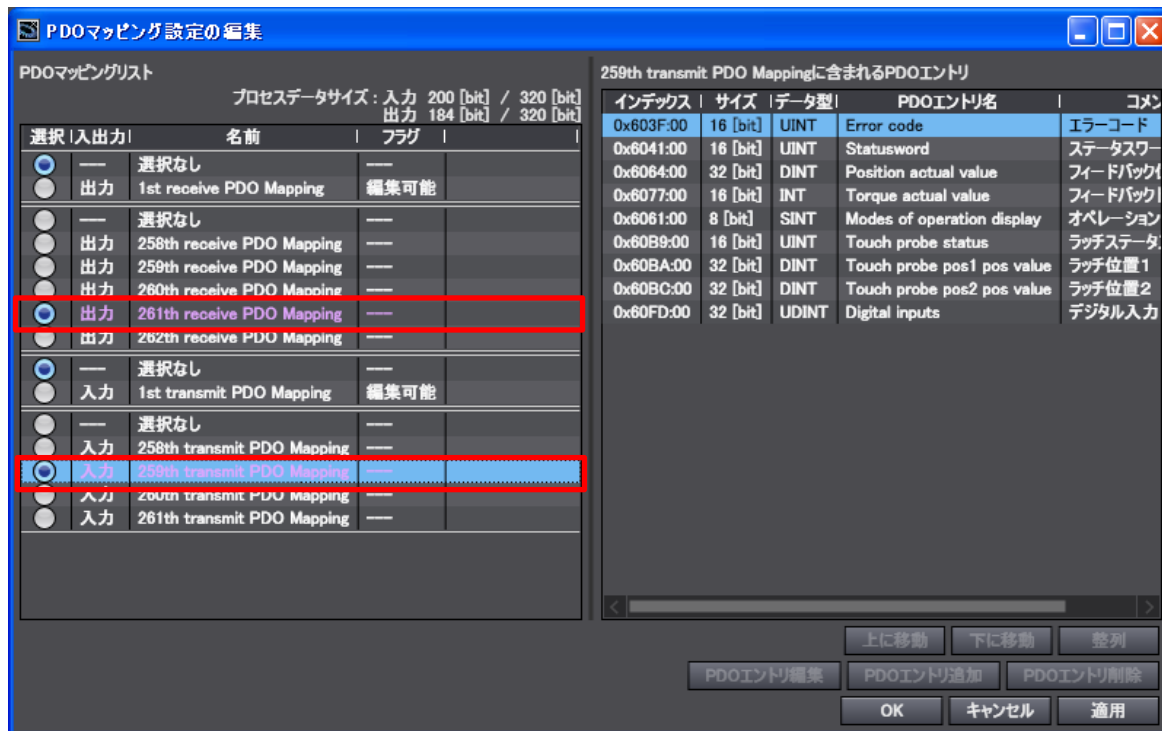 PDOマッピング設定の編集
PDOマッピングリスト
プロセスデータサイズ : 入力 200 [bit] / 320 [bit]
出力 184 [bit] / 320 [bit]
選択 入出力 名前 フラグ
--- 選択なし ---
出力 1st receive PDO Mapping 編集可能
--- 選択なし ---
出力 258th receive PDO Mapping ---
出力 259th receive PDO Mapping ---
出力 260th receive PDO Mapping ---
出力 261th receive PDO Mapping ---
出力 262th receive PDO Mapping ---
--- 選択なし ---
入力 1st transmit PDO Mapping 編集可能
--- 選択なし ---
入力 258th transmit PDO Mapping ---
入力 259th transmit PDO Mapping ---
入力 260th transmit PDO Mapping ---
入力 261th transmit PDO Mapping ---
259th transmit PDO Mappingに含まれるPDOエントリ
インデックス サイズ データ型 PDOエントリ名 コメン
0x603F:00 16 [bit] UINT Error code エラーコード
0x6041:00 16 [bit] UINT Statusword ステータスワー
0x6064:00 32 [bit] DINT Position actual value フィードバック
0x6077:00 16 [bit] INT Torque actual value フィードバック
0x6061:00 8 [bit] SINT Modes of operation display オペレーション
0x60B9:00 16 [bit] UINT Touch probe status ラッチステータ
0x60BA:00 32 [bit] DINT Touch probe pos1 pos value ラッチ位置1
0x60BC:00 32 [bit] DINT Touch probe pos2 pos value ラッチ位置2
0x60FD:00 32 [bit] UDINT Digital inputs デジタル入力
上に移動 下に移動 整列
PDOエントリ編集 PDOエントリ追加 PDOエントリ削除
OK キャンセル 適用